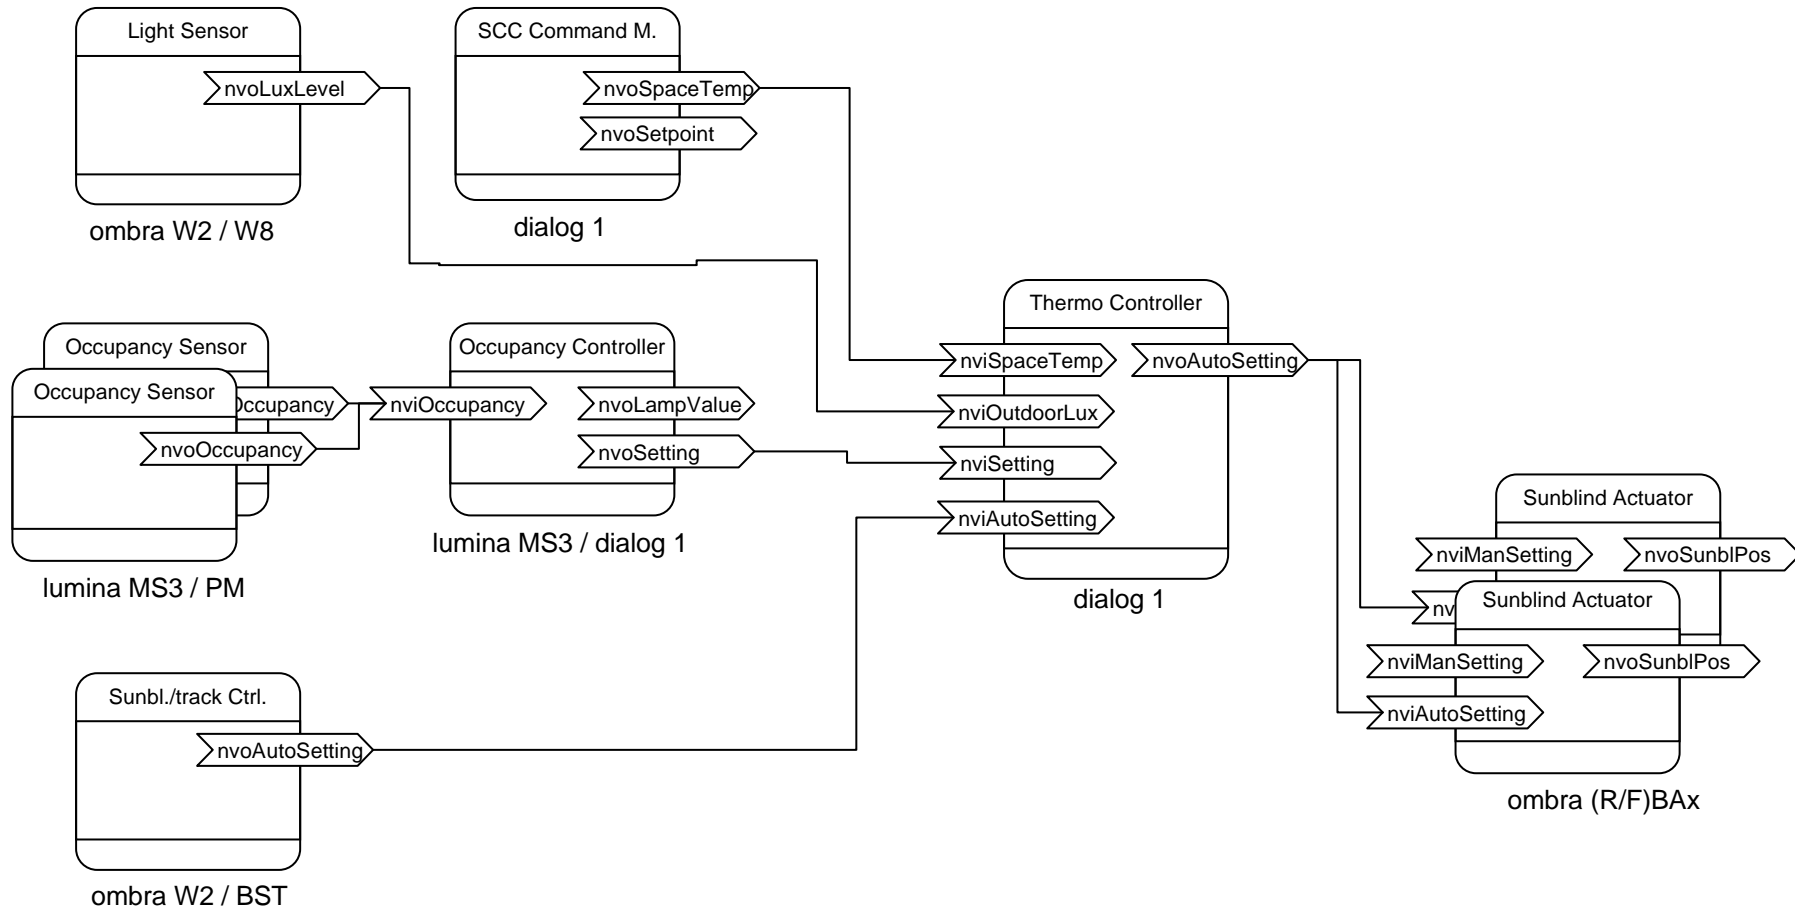 Light Sensor
nvoLuxLevel
ombra W2 / W8
SCC Command M.
nvoSpaceTemp
nvoSetpoint
dialog 1
Occupancy Sensor
Occupancy Sensor
Occupancy
nvoOccupancy
lumina MS3 / PM
Occupancy Controller
nviOccupancy
nvoLampValue
nvoSetting
lumina MS3 / dialog 1
Sunbl./track Ctrl.
nvoAutoSetting
ombra W2 / BST
Thermo Controller
nviSpaceTemp
nvoAutoSetting
nviOutdoorLux
nviSetting
nviAutoSetting
dialog 1
Sunblind Actuator
nviManSetting
nvoSunblPos
nv
Sunblind Actuator
nviManSetting
nvoSunblPos
nviAutoSetting
ombra (R/F)BAx